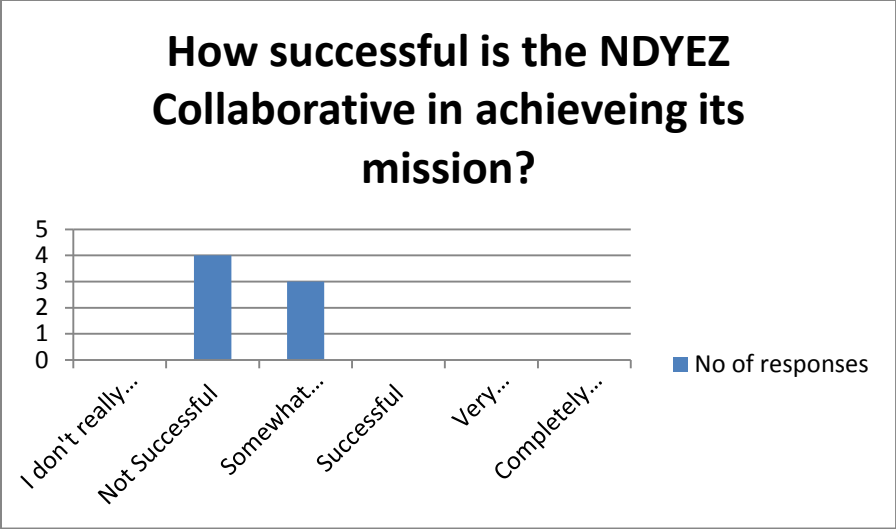 How successful is the NDYEZ
Collaborative in achieveing its
mission?
5
4
3
2
1
0
I don't really...
Not Successful
Somewhat...
Successful
Very...
Completely...
No of responses